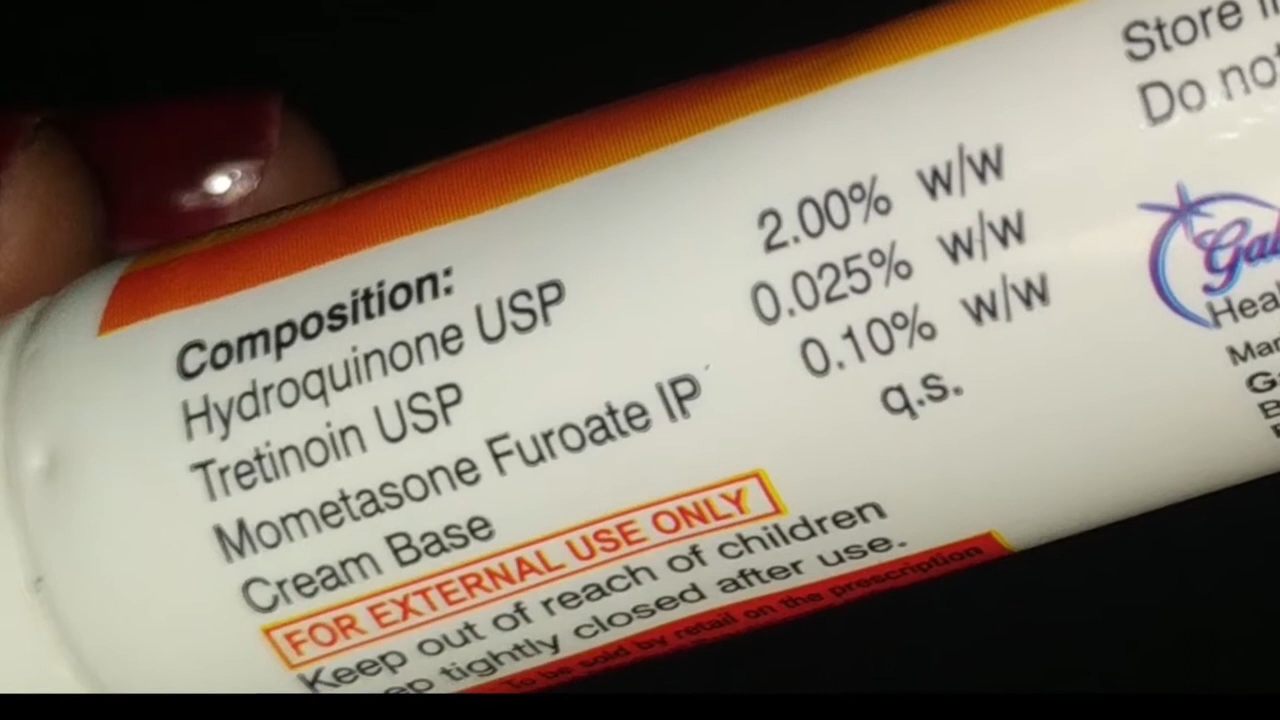 Composition:
Hydroquinone USP 2.00% w/w
Tretinoin USP 0.025% w/w
Mometasone Furoate IP 0.10% w/w
Cream Base q.s.
FOR EXTERNAL USE ONLY
Keep out of reach of children
tightly closed after use.
To be sold by retail on the prescription
Store
Do